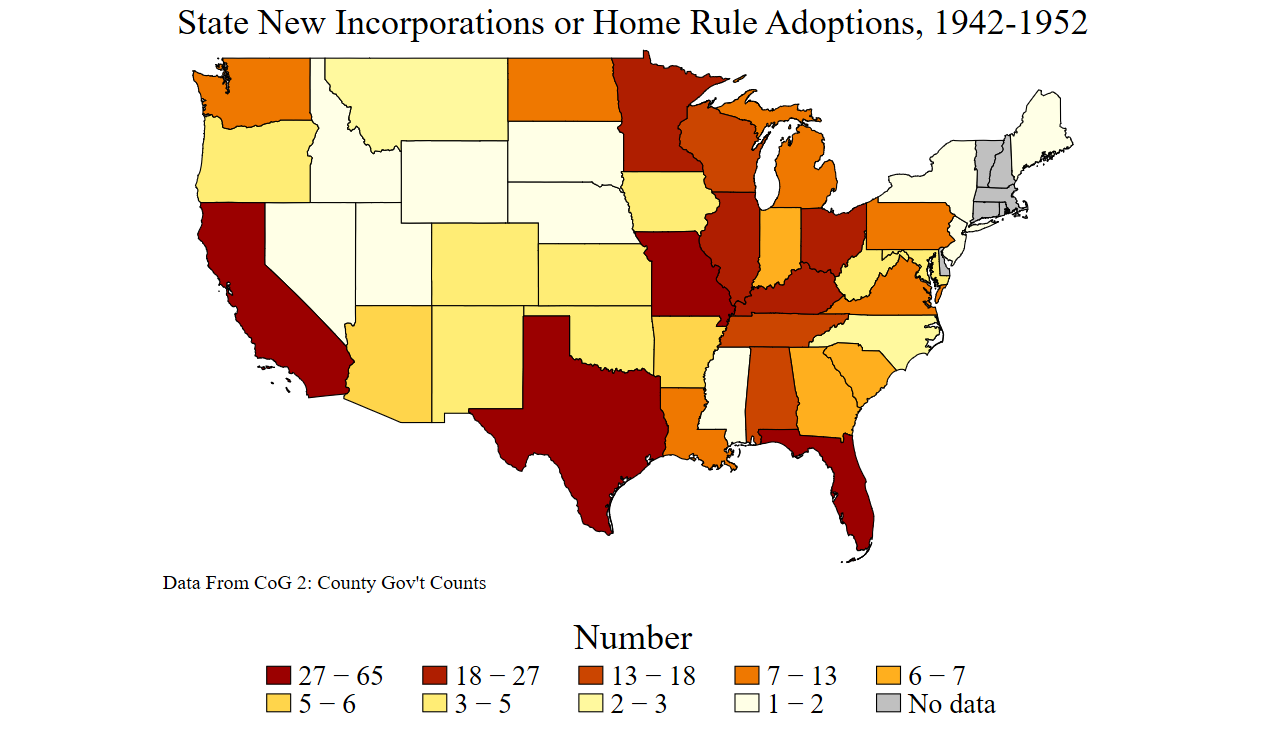 State New Incorporations or Home Rule Adoptions, 1942-1952
Data From CoG 2: County Gov't Counts
Number
27 − 65 18 − 27 13 − 18 7 − 13 6 − 7
5 − 6 3 − 5 2 − 3 1 − 2 No data